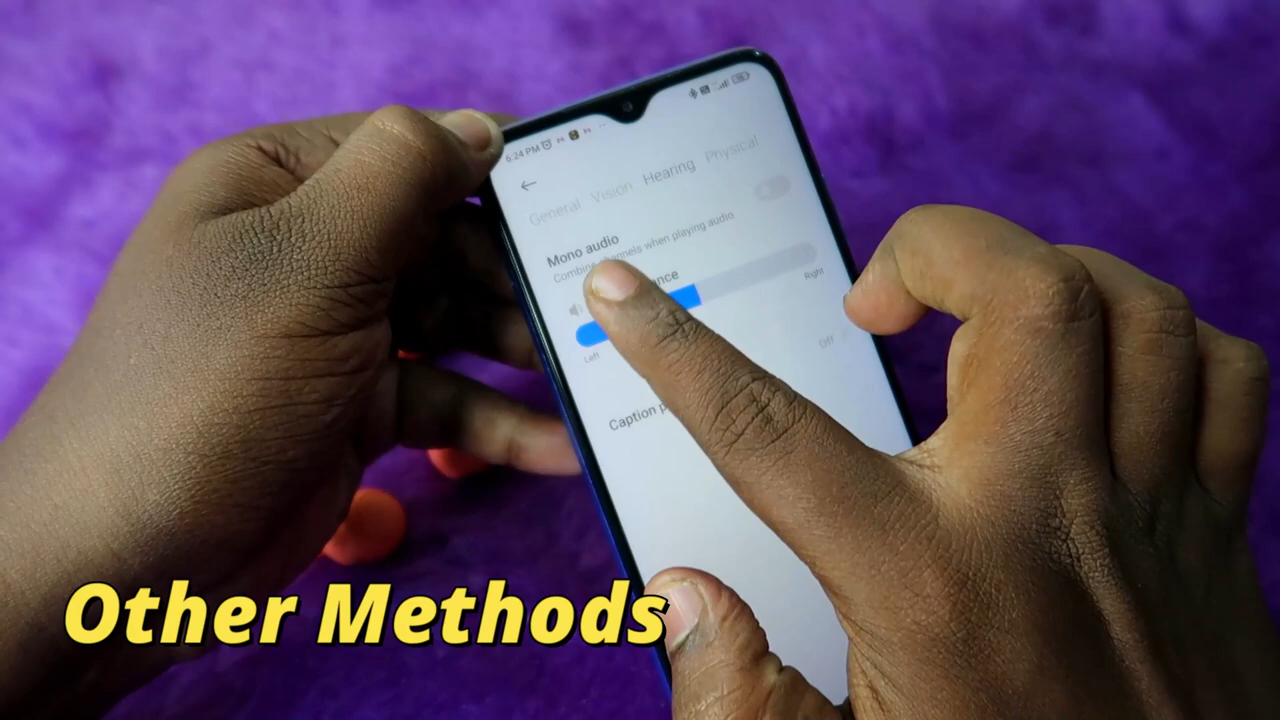 6:24 PM
General Vision Hearing Physical
Mono audio
Combine channels when playing audio
Left
Right
Off
Caption
Other Methods